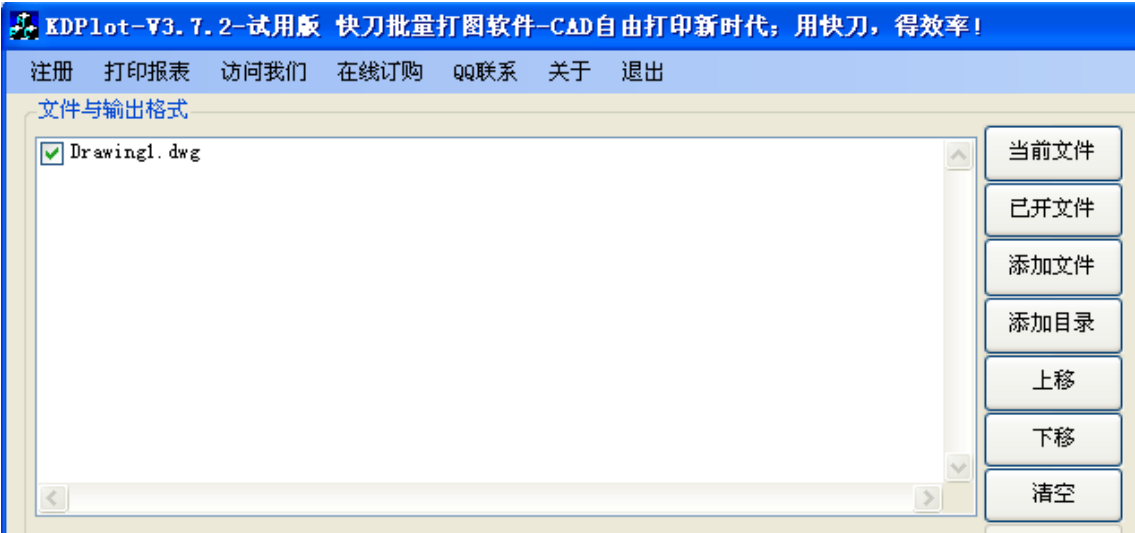 KDPlot-V3.7.2-试用版 快刀批量打图软件-CAD自由打印新时代；用快刀，得效率！
注册 打印报表 访问我们 在线订购 QQ联系 关于 退出
文件与输出格式
Drawing1.dwg
当前文件
已开文件
添加文件
添加目录
上移
下移
清空